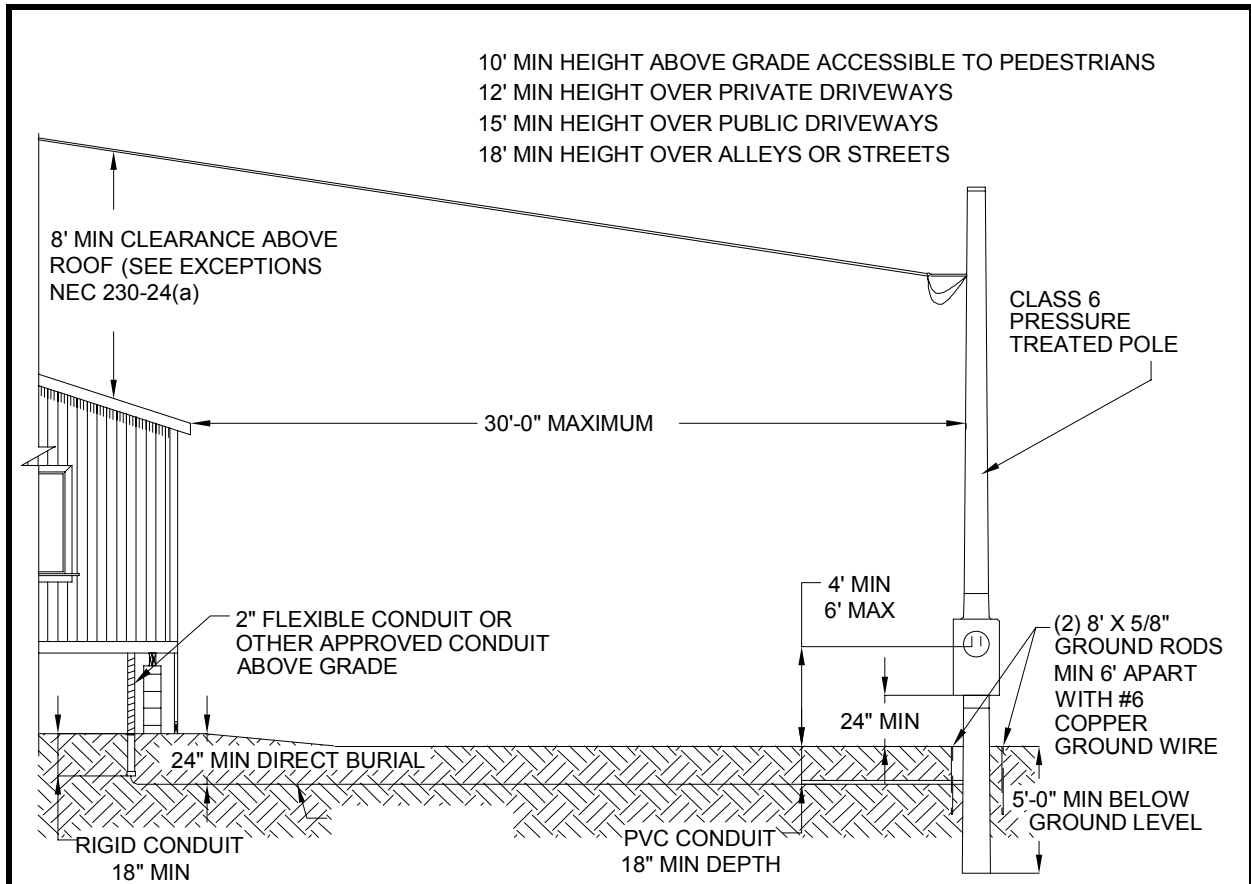 10' MIN HEIGHT ABOVE GRADE ACCESSIBLE TO PEDESTRIANS
12' MIN HEIGHT OVER PRIVATE DRIVEWAYS
15' MIN HEIGHT OVER PUBLIC DRIVEWAYS
18' MIN HEIGHT OVER ALLEYS OR STREETS
8' MIN CLEARANCE ABOVE
ROOF (SEE EXCEPTIONS
NEC 230-24(a)
CLASS 6
PRESSURE
TREATED POLE
30'-0" MAXIMUM
4' MIN
6' MAX
2" FLEXIBLE CONDUIT OR
OTHER APPROVED CONDUIT
ABOVE GRADE
(2) 8' X 5/8"
GROUND RODS
MIN 6' APART
WITH #6
COPPER
GROUND WIRE
24" MIN
24" MIN DIRECT BURIAL
5'-0" MIN BELOW
GROUND LEVEL
RIGID CONDUIT
18" MIN
PVC CONDUIT
18" MIN DEPTH